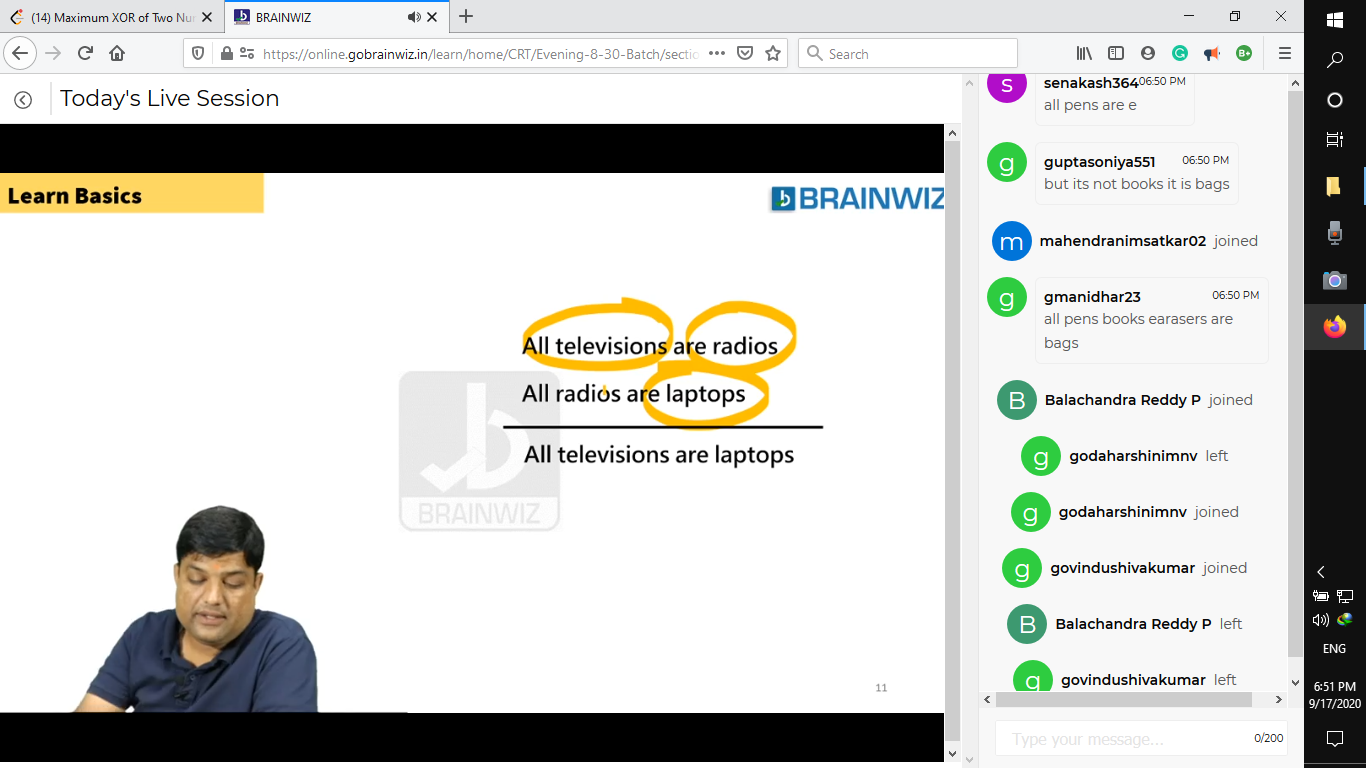 (14) Maximum XOR of Two Nu
BRAINWIZ
https://online.gobrainwiz.in/learn/home/CRT/Evening-8-30-Batch/sectio
Search
Today's Live Session
Learn Basics
BRAINWIZ
All televisions are radios
All radios are laptops
All televisions are laptops
BRAINWIZ
11
s
senakash364 06:50 PM
all pens are e
g
guptasoniya551 06:50 PM
but its not books it is bags
m
mahendranimsatkar02 joined
g
gmanidhar23 06:50 PM
all pens books earasers are
bags
B
Balachandra Reddy P joined
g
godaharshinimnv left
g
godaharshinimnv joined
g
govindushivakumar joined
B
Balachandra Reddy P left
g
govindushivakumar left
Type your message...
0/200
ENG
6:51 PM
9/17/2020